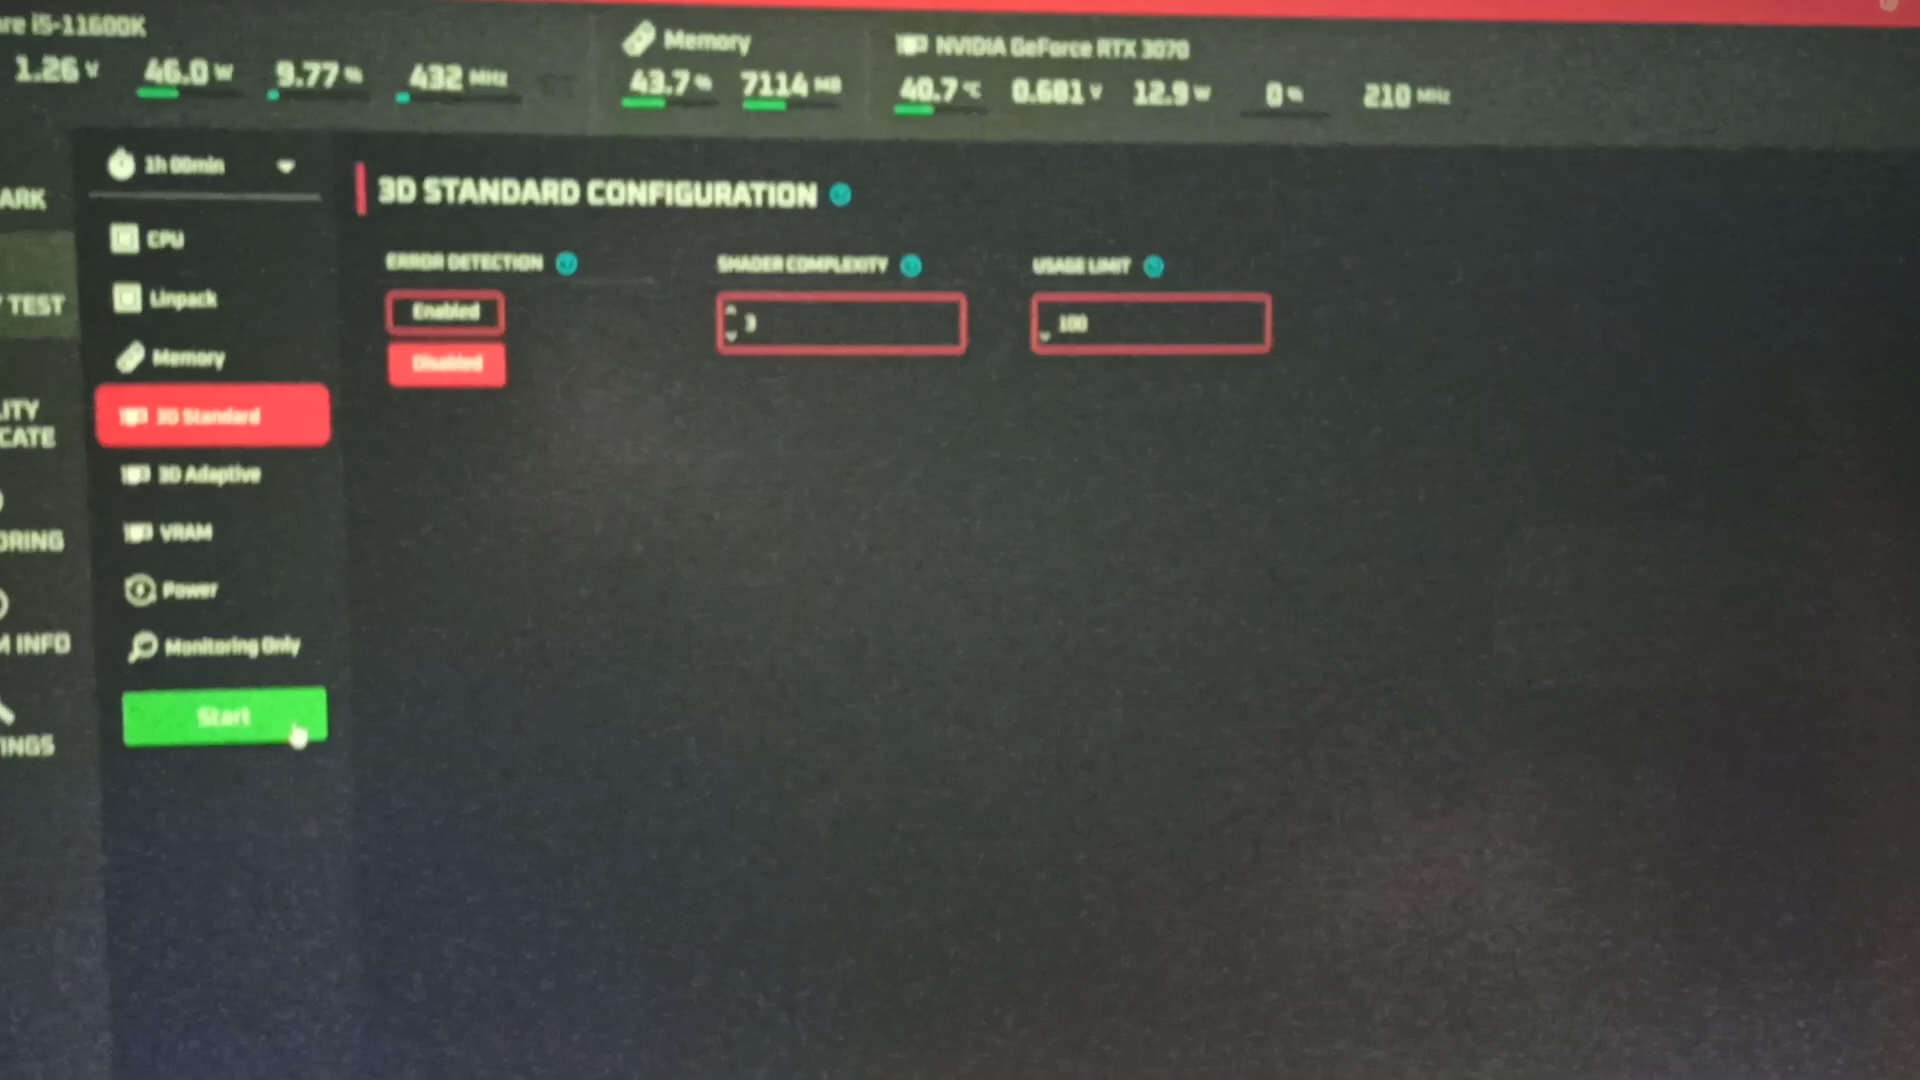 re i5-11600K
1.26 V 46.0 W 9.77 % 432 MHz
Memory
43.7 % 7114 MB
NVIDIA GeForce RTX 3070
40.7 °C 0.681 V 12.9 W 0 % 210 MHz
ARK
TEST
LITY
CATE
ORING
M INFO
INGS
1h 00min
CPU
Linpack
Memory
3D Standard
3D Adaptive
VRAM
Power
Monitoring Only
Start
3D STANDARD CONFIGURATION
ERROR DETECTION
Enabled
Disabled
SHADER COMPLEXITY
3
USAGE LIMIT
100